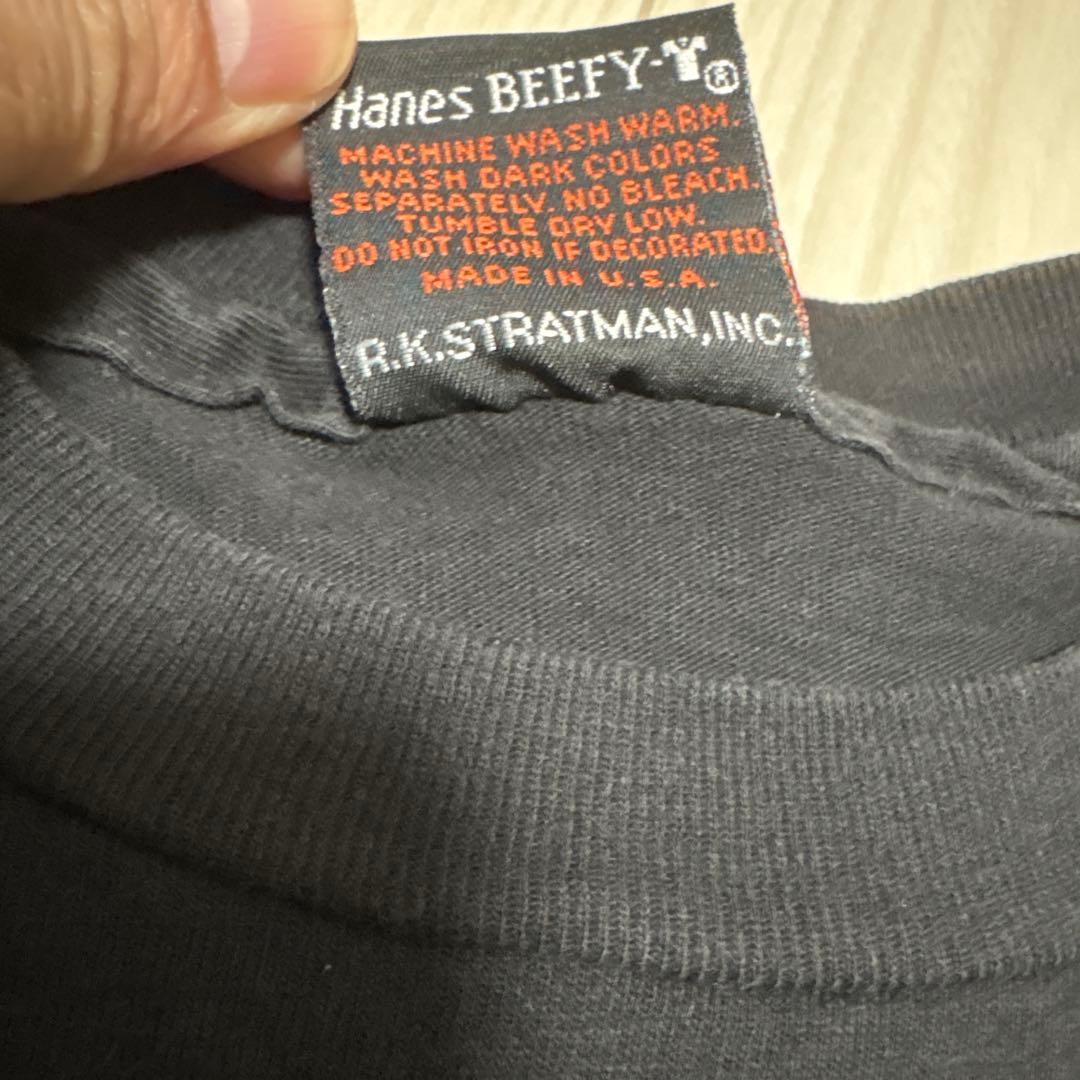 Hanes BEEFY-T®
MACHINE WASH WARM.
WASH DARK COLORS
SEPARATELY. NO BLEACH.
TUMBLE DRY LOW.
DO NOT IRON IF DECORATED.
MADE IN U.S.A.
R.K.STRATMAN,INC.